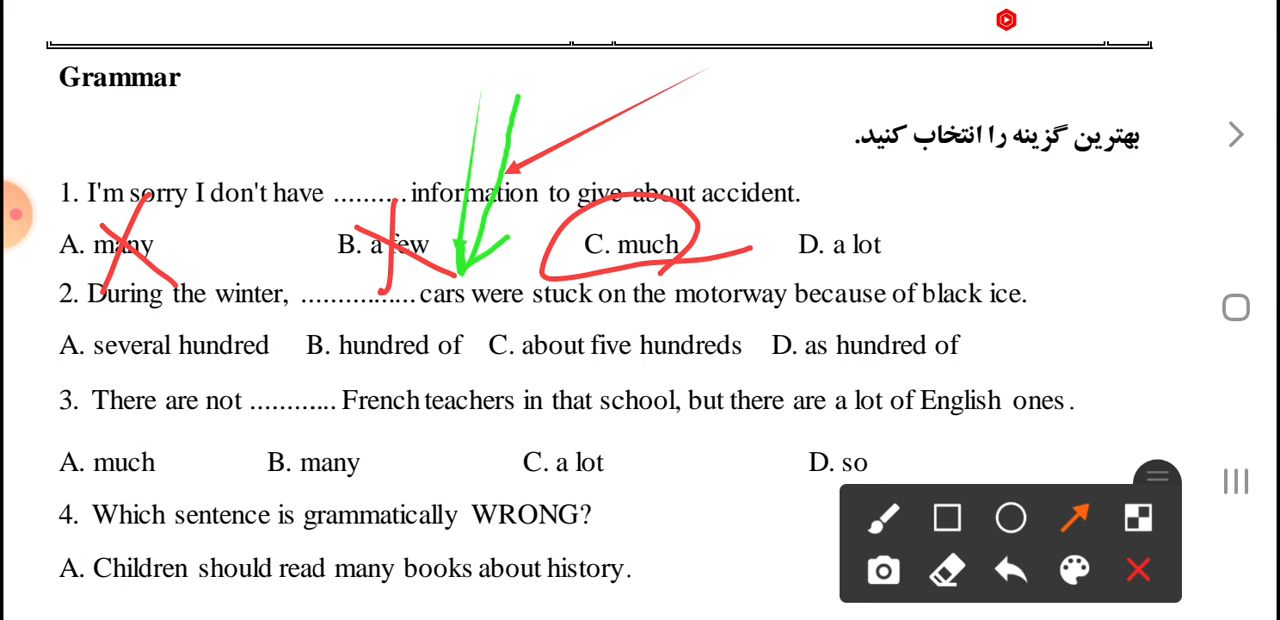 Grammar
بهترین گزینه را انتخاب کنید.
1. I'm sorry I don't have .......... information to give about accident.
A. many B. a few C. much D. a lot
2. During the winter, ................. cars were stuck on the motorway because of black ice.
A. several hundred B. hundred of C. about five hundreds D. as hundred of
3. There are not ............ French teachers in that school, but there are a lot of English ones.
A. much B. many C. a lot D. so
4. Which sentence is grammatically WRONG?
A. Children should read many books about history.